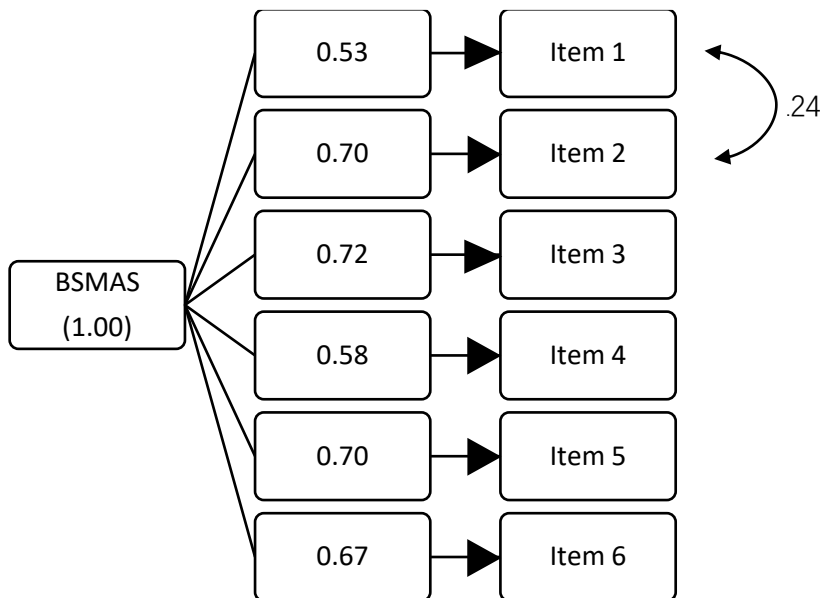 0.53
Item 1
.24
0.70
Item 2
0.72
Item 3
BSMAS
(1.00)
0.58
Item 4
0.70
Item 5
0.67
Item 6